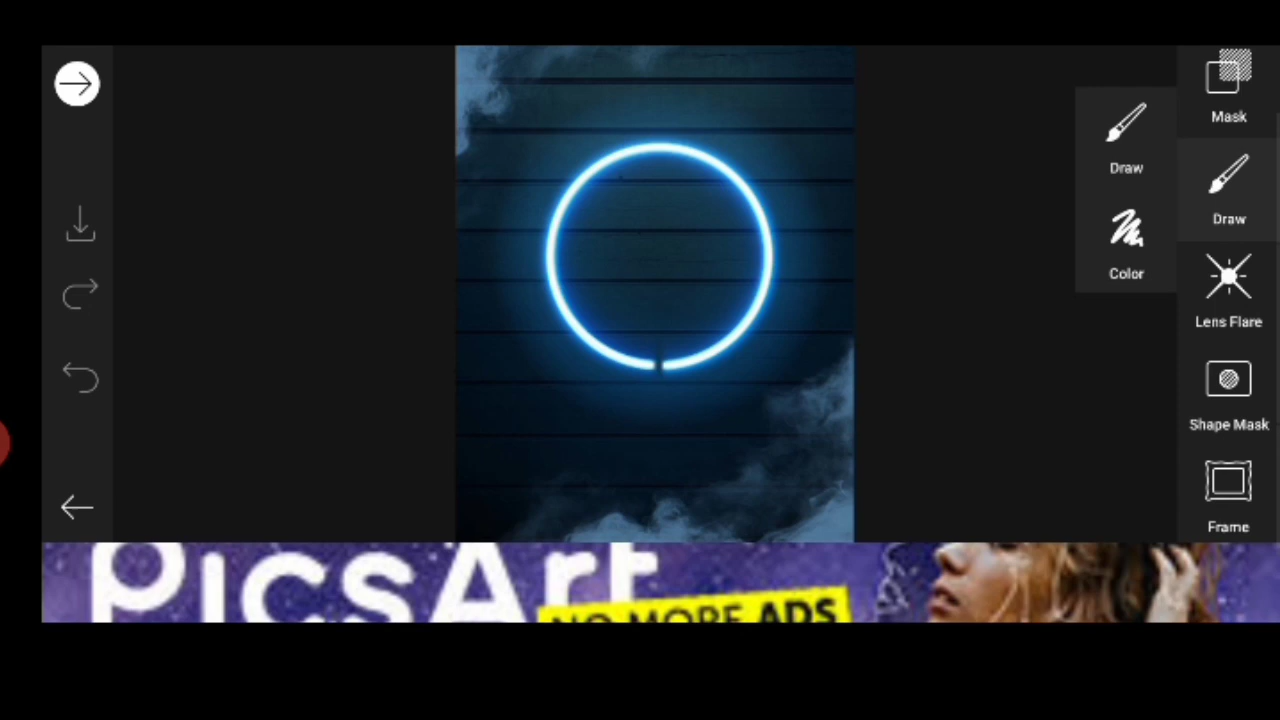 Mask
Draw
Draw
Color
Lens Flare
Shape Mask
Frame
PicsArt
NO MORE ADS